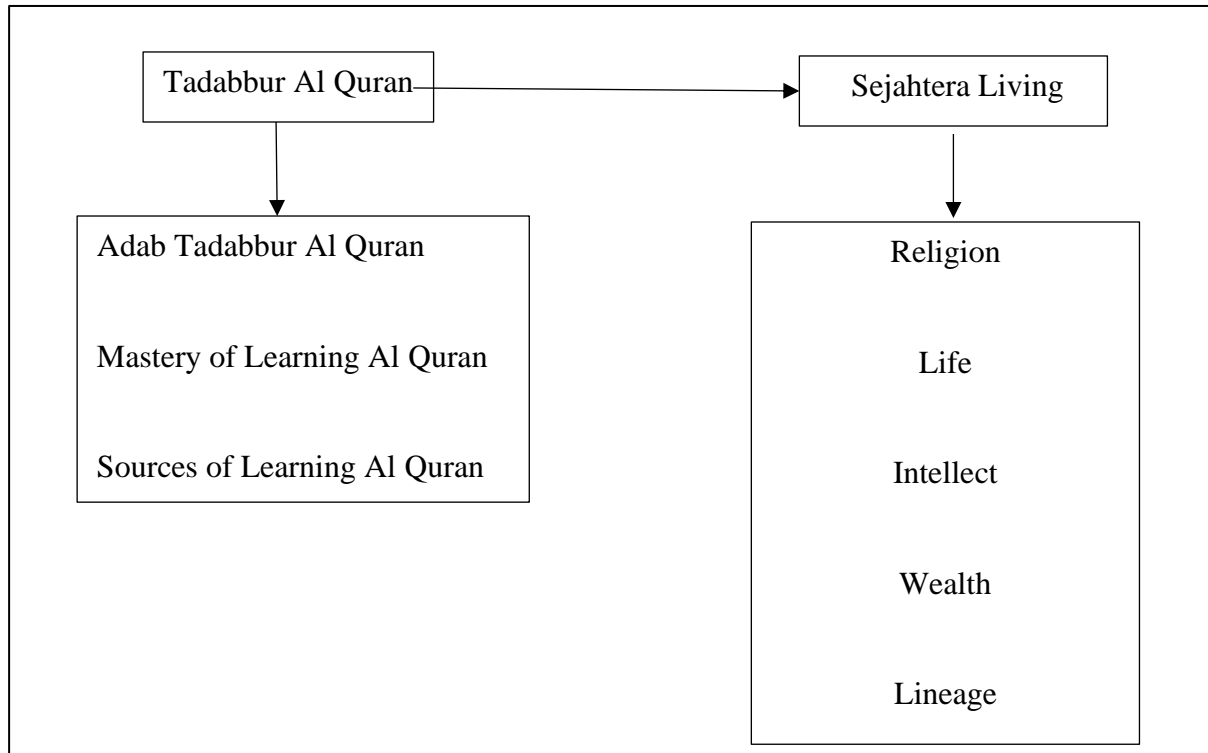 Tadabbur Al Quran
Sejahtera Living
Adab Tadabbur Al Quran
Mastery of Learning Al Quran
Sources of Learning Al Quran
Religion
Life
Intellect
Wealth
Lineage